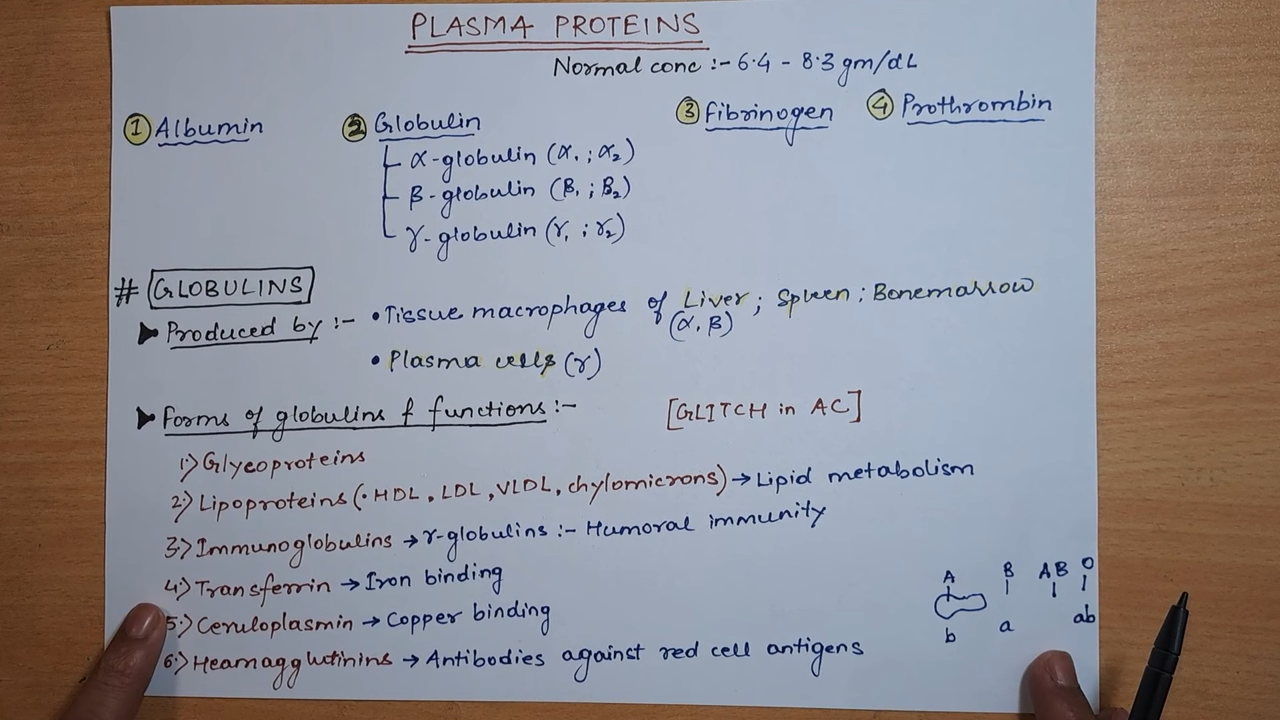 PLASMA PROTEINS
Normal conc :- 6.4 - 8.3 gm/dL
① Albumin ② Globulin ③ Fibrinogen ④ Prothrombin
α-globulin (α₁ ; α₂)
β-globulin (β₁ ; β₂)
γ-globulin (γ₁ ; γ₂)
# GLOBULINS
Produced by :- • Tissue macrophages of Liver ; Spleen ; Bonemarrow
(α, β)
• Plasma cells (γ)
Forms of globulins & functions :- [GLITCH in AC]
1.) Glycoproteins
2.) Lipoproteins (· HDL, LDL, VLDL, chylomicrons) → Lipid metabolism
3.) Immunoglobulins → γ-globulins :- Humoral immunity
4.) Transferrin → Iron binding
5.) Ceruloplasmin → Copper binding
6.) Heamagglutinins → Antibodies against red cell antigens
A B AB O
b a ab